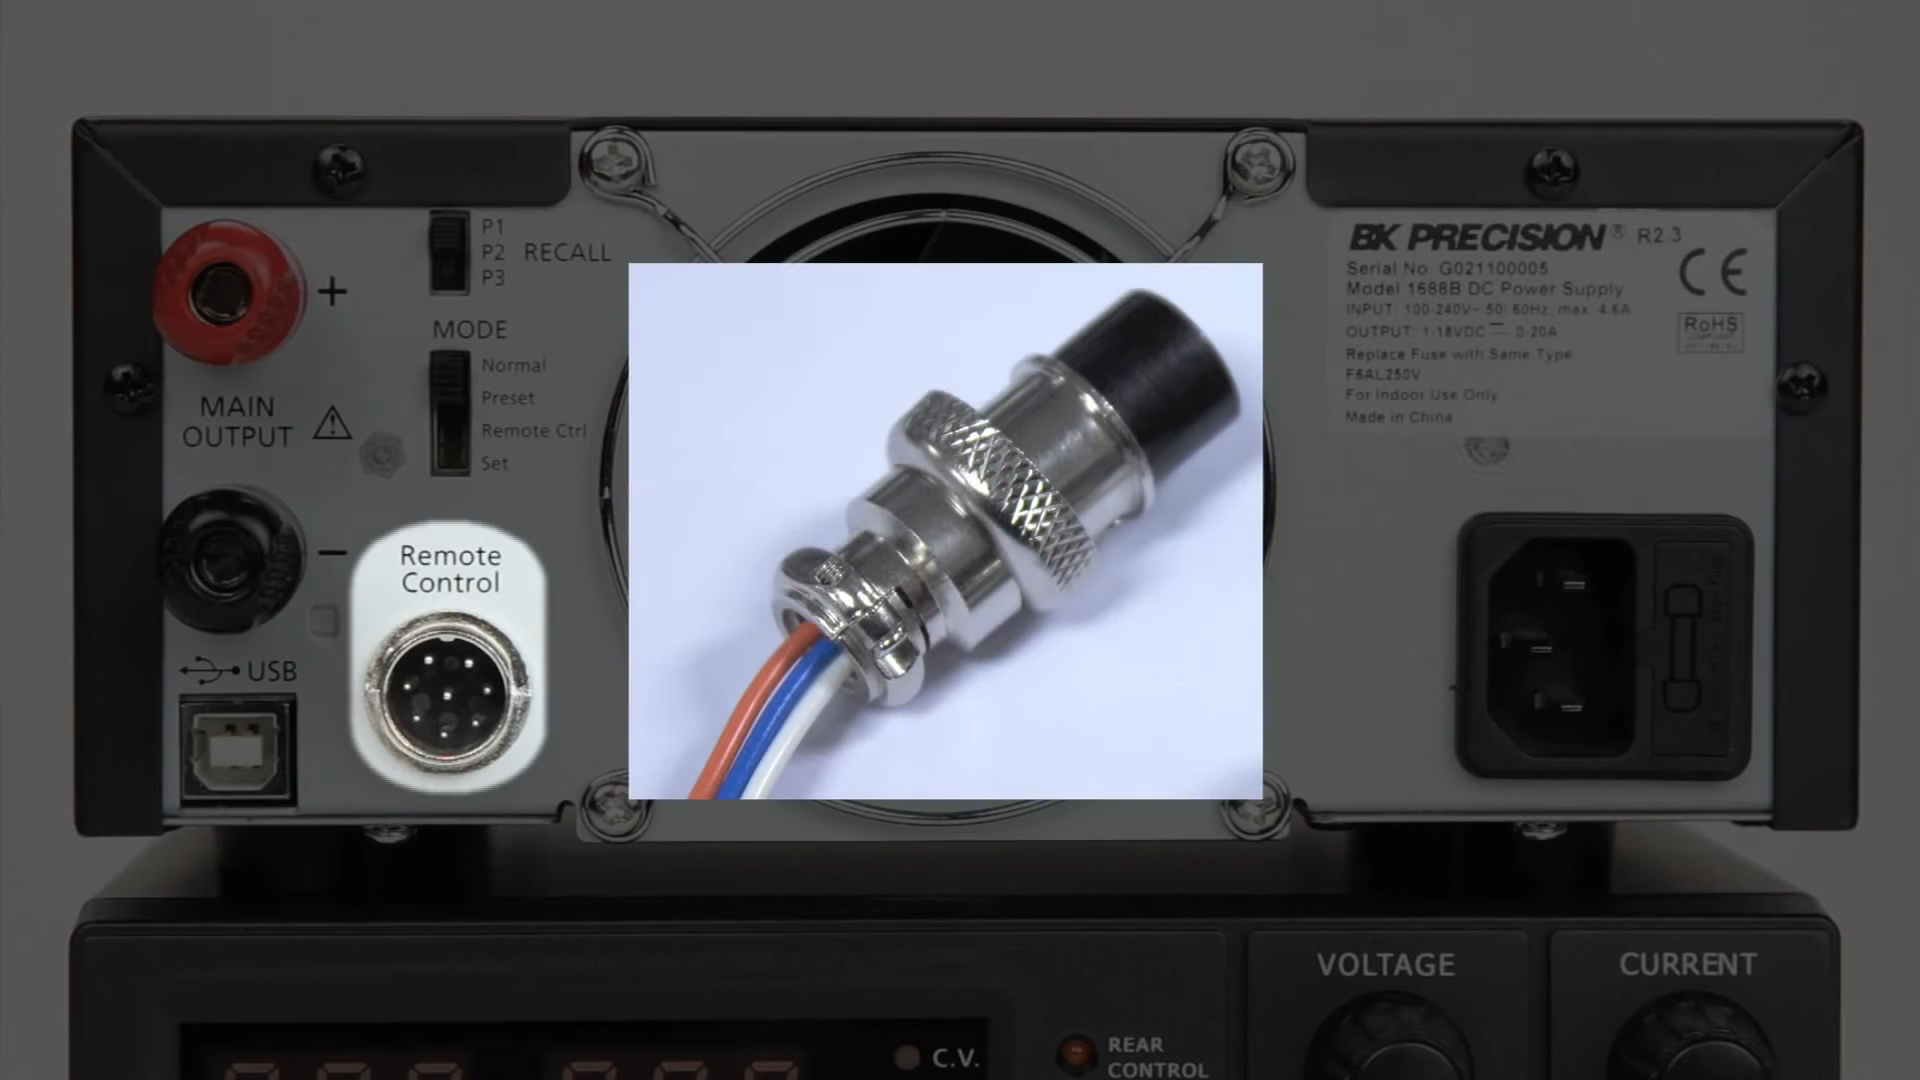 P1
P2 RECALL
P3
MODE
Normal
Preset
Remote Ctrl
Set
+
MAIN
OUTPUT
−
Remote
Control
USB
BK PRECISION® R2.3
Serial No. G021100005
Model 1688B DC Power Supply
INPUT: 100-240V~ 50/ 60Hz, max: 4.6A
OUTPUT: 1-18VDC 0-20A
Replace Fuse with Same Type
F6AL250V
For Indoor Use Only
Made in China
CE
RoHS
VOLTAGE
CURRENT
C.V.
REAR
CONTROL